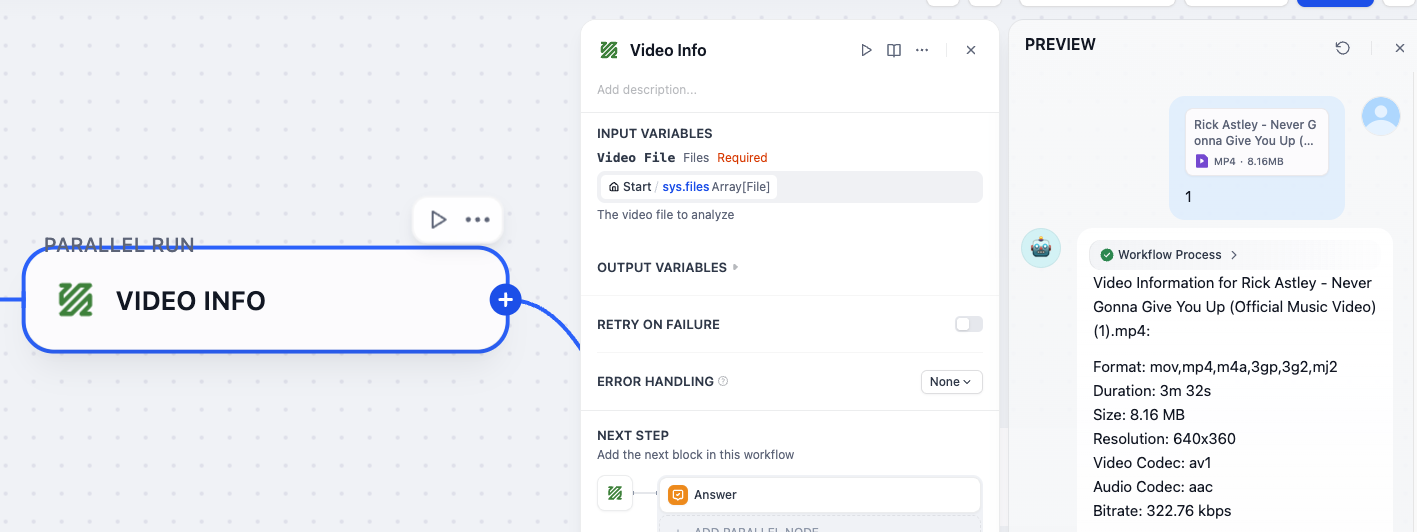 PARALLEL RUN
VIDEO INFO
Video Info
Add description...
INPUT VARIABLES
Video File Files Required
Start / sys.files Array[File]
The video file to analyze
OUTPUT VARIABLES
RETRY ON FAILURE
ERROR HANDLING
None
NEXT STEP
Add the next block in this workflow
Answer
ADD PARALLEL NODE
PREVIEW
Rick Astley - Never G
onna Give You Up (...
MP4 · 8.16MB
1
Workflow Process
Video Information for Rick Astley - Never
Gonna Give You Up (Official Music Video)
(1).mp4:
Format: mov,mp4,m4a,3gp,3g2,mj2
Duration: 3m 32s
Size: 8.16 MB
Resolution: 640x360
Video Codec: av1
Audio Codec: aac
Bitrate: 322.76 kbps